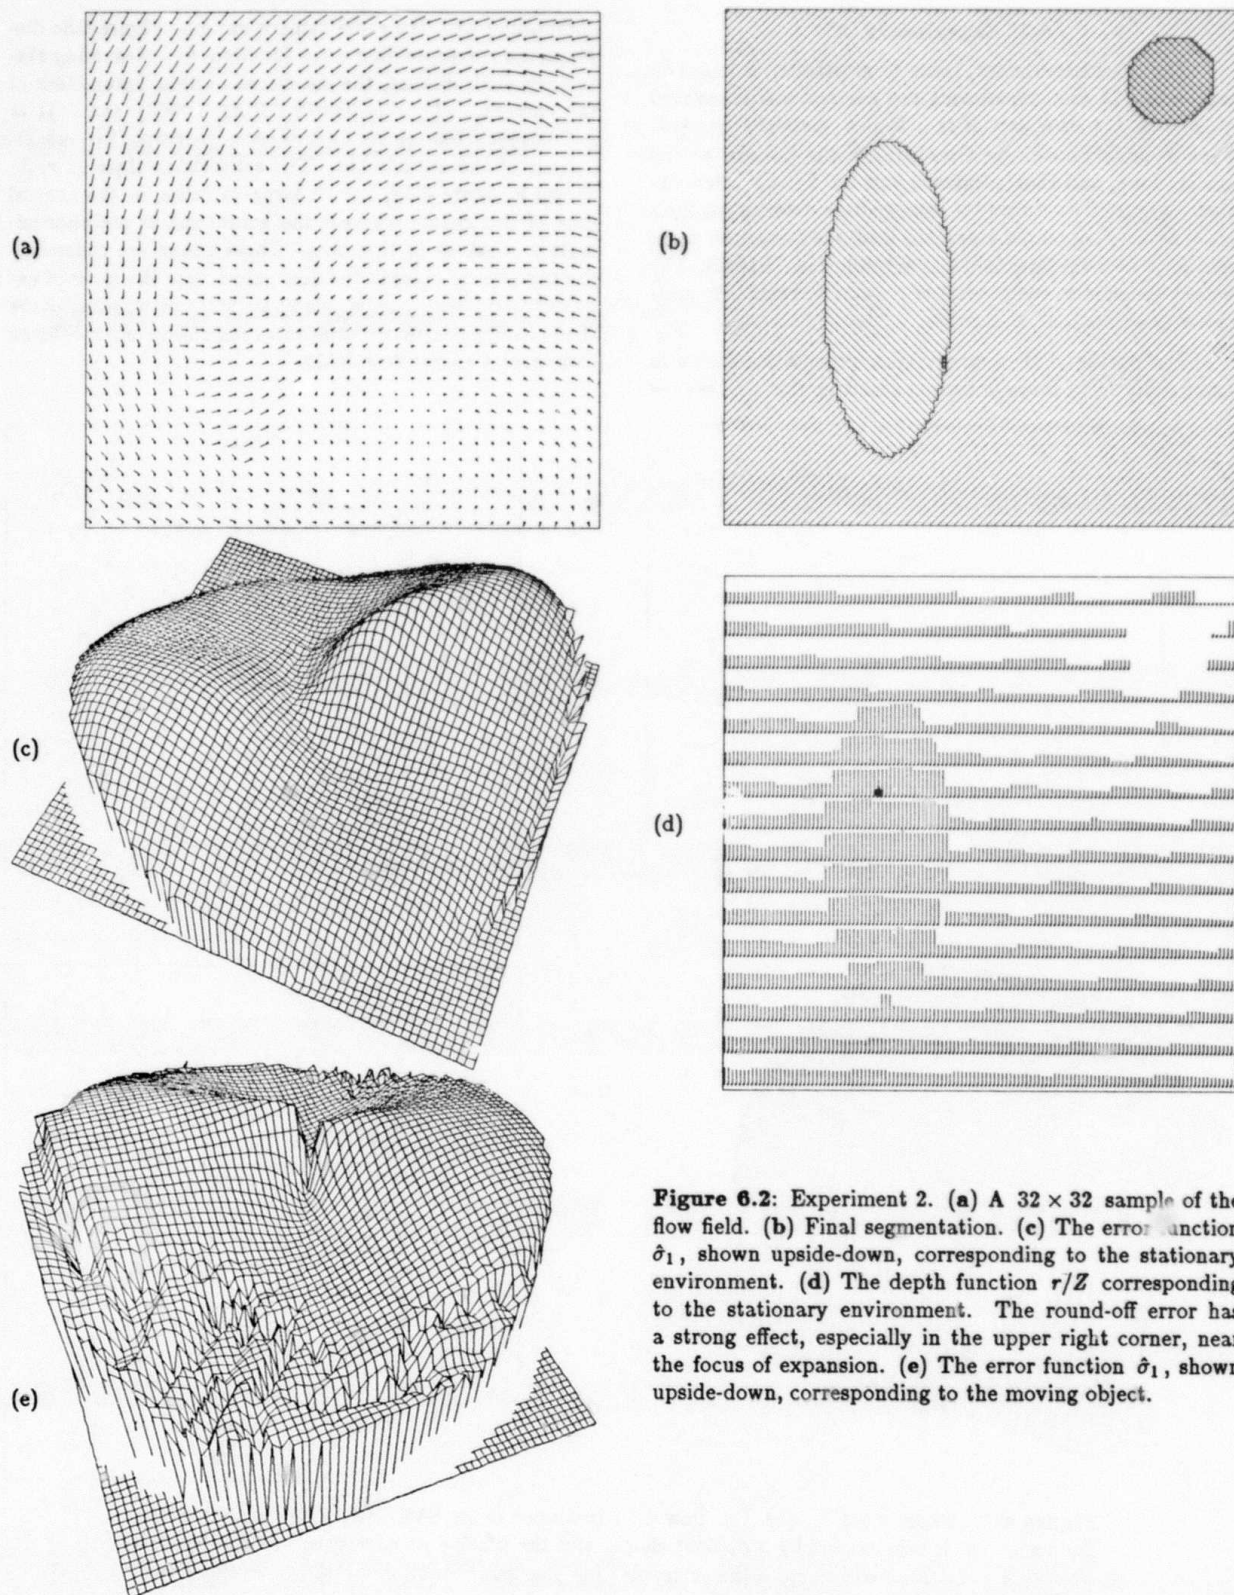 (a)
(b)
(c)
(d)
(e)
Figure 6.2: Experiment 2. (a) A 32 × 32 sample of the
flow field. (b) Final segmentation. (c) The error function
σ̂₁, shown upside-down, corresponding to the stationary
environment. (d) The depth function r/Z corresponding
to the stationary environment. The round-off error has
a strong effect, especially in the upper right corner, near
the focus of expansion. (e) The error function σ̂₁, shown
upside-down, corresponding to the moving object.